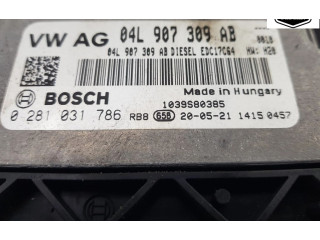 VW AG 04L 907 309 AB
04L 907 309 AB DIESEL EDC17C64 HW: H20
Made in Hungary
BOSCH 1039S80385
0 281 031 786 RB8 658 20-05-21 1415 0457